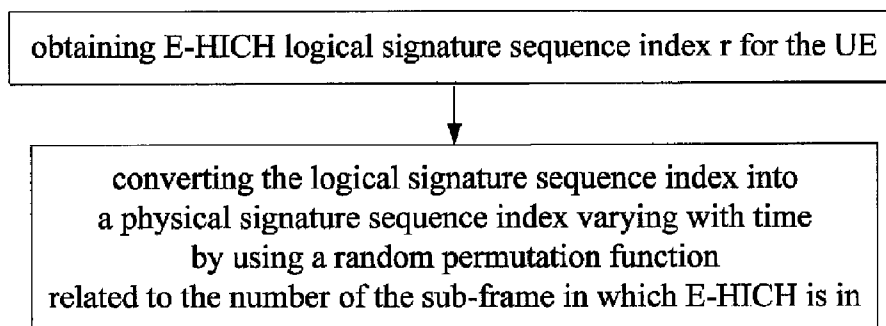 obtaining E-HICH logical signature sequence index r for the UE
converting the logical signature sequence index into
a physical signature sequence index varying with time
by using a random permutation function
related to the number of the sub-frame in which E-HICH is in